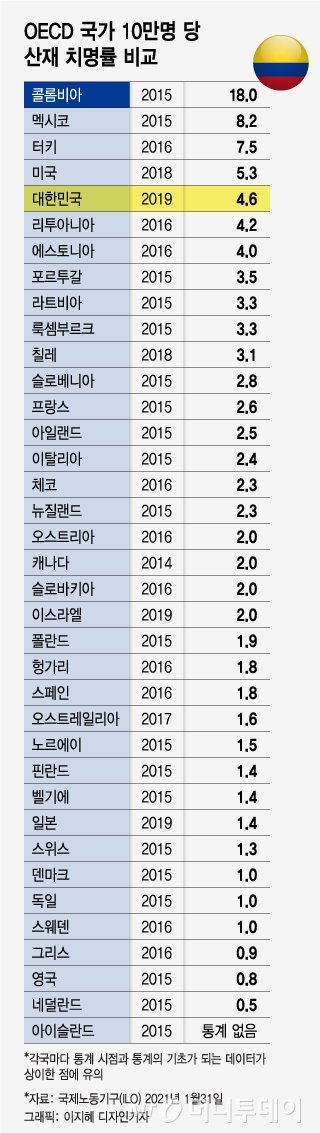 OECD 국가 10만명 당
산재 치명률 비교
콜롬비아 2015 18.0
멕시코 2015 8.2
터키 2016 7.5
미국 2018 5.3
대한민국 2019 4.6
리투아니아 2016 4.2
에스토니아 2016 4.0
포르투갈 2015 3.5
라트비아 2015 3.3
룩셈부르크 2015 3.3
칠레 2018 3.1
슬로베니아 2015 2.8
프랑스 2015 2.6
아일랜드 2015 2.5
이탈리아 2015 2.4
체코 2016 2.3
뉴질랜드 2015 2.3
오스트리아 2016 2.0
캐나다 2014 2.0
슬로바키아 2016 2.0
이스라엘 2019 2.0
폴란드 2015 1.9
헝가리 2016 1.8
스페인 2016 1.8
오스트레일리아 2017 1.6
노르에이 2015 1.5
핀란드 2015 1.4
벨기에 2015 1.4
일본 2019 1.4
스위스 2015 1.3
덴마크 2015 1.0
독일 2015 1.0
스웨덴 2016 1.0
그리스 2016 0.9
영국 2015 0.8
네덜란드 2015 0.5
아이슬란드 2015 통계 없음
*각국마다 통계 시점과 통계의 기초가 되는 데이터가
상이한 점에 유의
*자료: 국제노동기구(ILO) 2021년 1월31일
그래픽: 이지혜 디자인기자
머니투데이